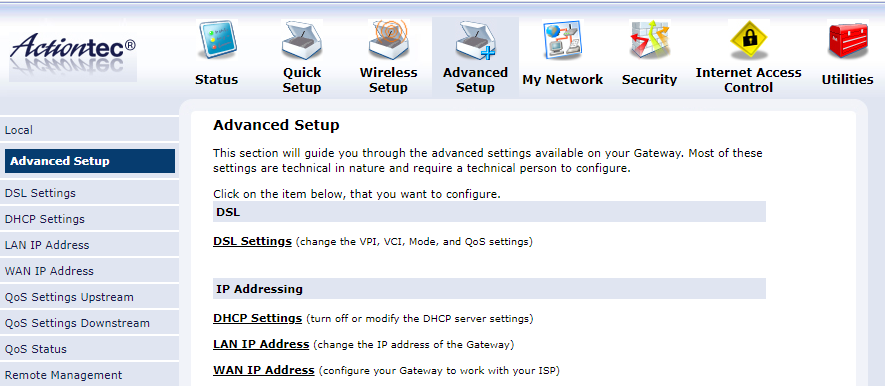 Actiontec®
Status
Quick Setup
Wireless Setup
Advanced Setup
My Network
Security
Internet Access Control
Utilities
Local
Advanced Setup
DSL Settings
DHCP Settings
LAN IP Address
WAN IP Address
QoS Settings Upstream
QoS Settings Downstream
QoS Status
Remote Management
Advanced Setup
This section will guide you through the advanced settings available on your Gateway. Most of these
settings are technical in nature and require a technical person to configure.
Click on the item below, that you want to configure.
DSL
DSL Settings (change the VPI, VCI, Mode, and QoS settings)
IP Addressing
DHCP Settings (turn off or modify the DHCP server settings)
LAN IP Address (change the IP address of the Gateway)
WAN IP Address (configure your Gateway to work with your ISP)